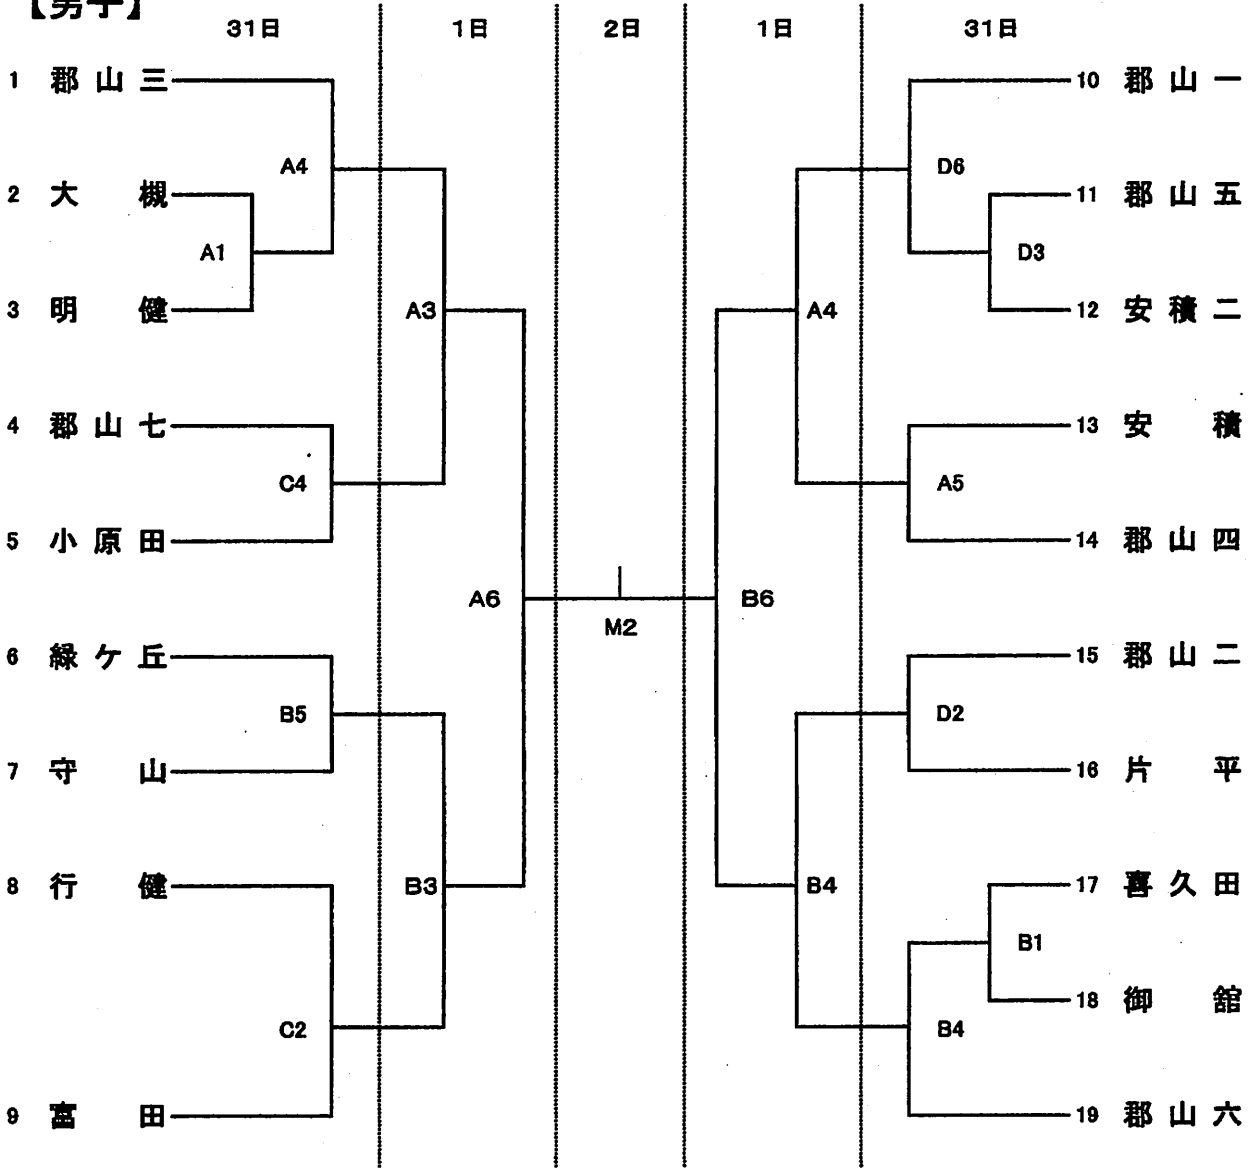 【男子】
31日 1日 2日 1日 31日
1 郡山三 10 郡山一
A4 D6
2 大槻 11 郡山五
A1 D3
3 明健 A3 A4 12 安積二
4 郡山七 13 安積
C4 A5
5 小原田 14 郡山四
A6 B6
M2
6 緑ケ丘 15 郡山二
B5 D2
7 守山 16 片平
8 行健 B3 B4 17 喜久田
B1
18 御舘
C2 B4
9 富田 19 郡山六